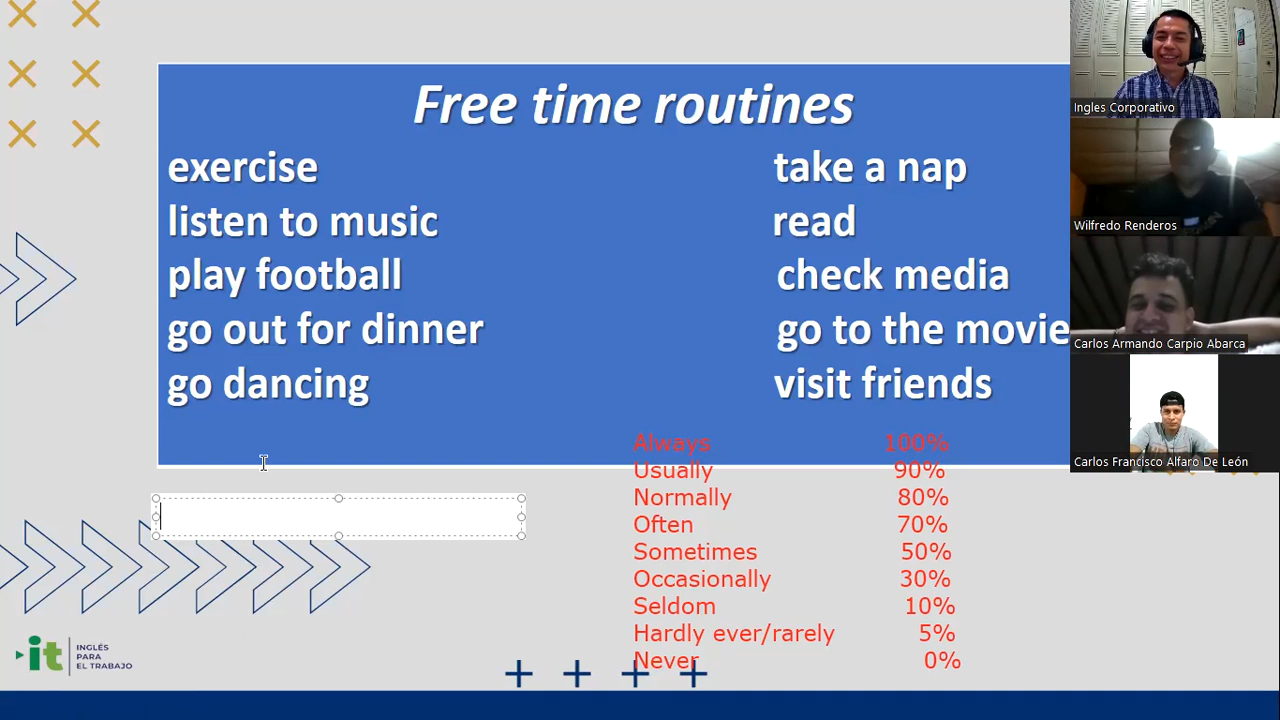 Free time routines
exercise
listen to music
play football
go out for dinner
go dancing
take a nap
read
check media
go to the movie
visit friends
Always 100%
Usually 90%
Normally 80%
Often 70%
Sometimes 50%
Occasionally 30%
Seldom 10%
Hardly ever/rarely 5%
Never 0%
it
INGLÉS
PARA
EL TRABAJO
Ingles Corporativo
Wilfredo Renderos
Carlos Armando Carpio Abarca
Carlos Francisco Alfaro De León